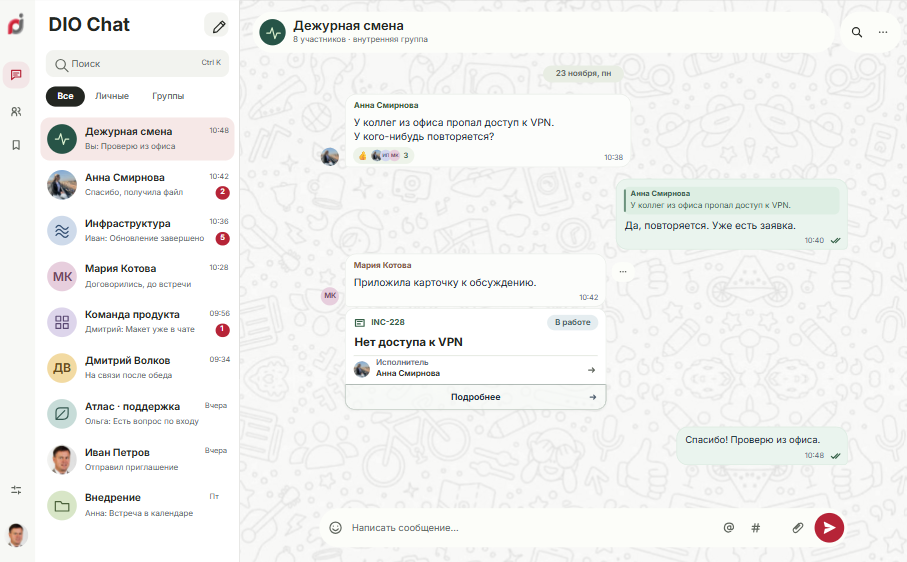 DIO Chat
Поиск
Ctrl K
Все
Личные
Группы
Дежурная смена
10:48
Вы: Проверю из офиса
Анна Смирнова
10:42
Спасибо, получила файл
2
Инфраструктура
10:36
Иван: Обновление завершено
5
МК
Мария Котова
10:28
Договорились, до встречи
Команда продукта
09:56
Дмитрий: Макет уже в чате
1
ДВ
Дмитрий Волков
09:34
На связи после обеда
Атлас · поддержка
Вчера
Ольга: Есть вопрос по входу
Иван Петров
Вчера
Отправил приглашение
Внедрение
Пт
Анна: Встреча в календаре
Дежурная смена
8 участников · внутренняя группа
23 ноября, пн
Анна Смирнова
У коллег из офиса пропал доступ к VPN.
У кого-нибудь повторяется?
ИП
МК
3
10:38
Анна Смирнова
У коллег из офиса пропал доступ к VPN.
Да, повторяется. Уже есть заявка.
10:40
Мария Котова
Приложила карточку к обсуждению.
МК
10:42
INC-228
В работе
Нет доступа к VPN
Исполнитель
Анна Смирнова
Подробнее
Спасибо! Проверю из офиса.
10:48
Написать сообщение...